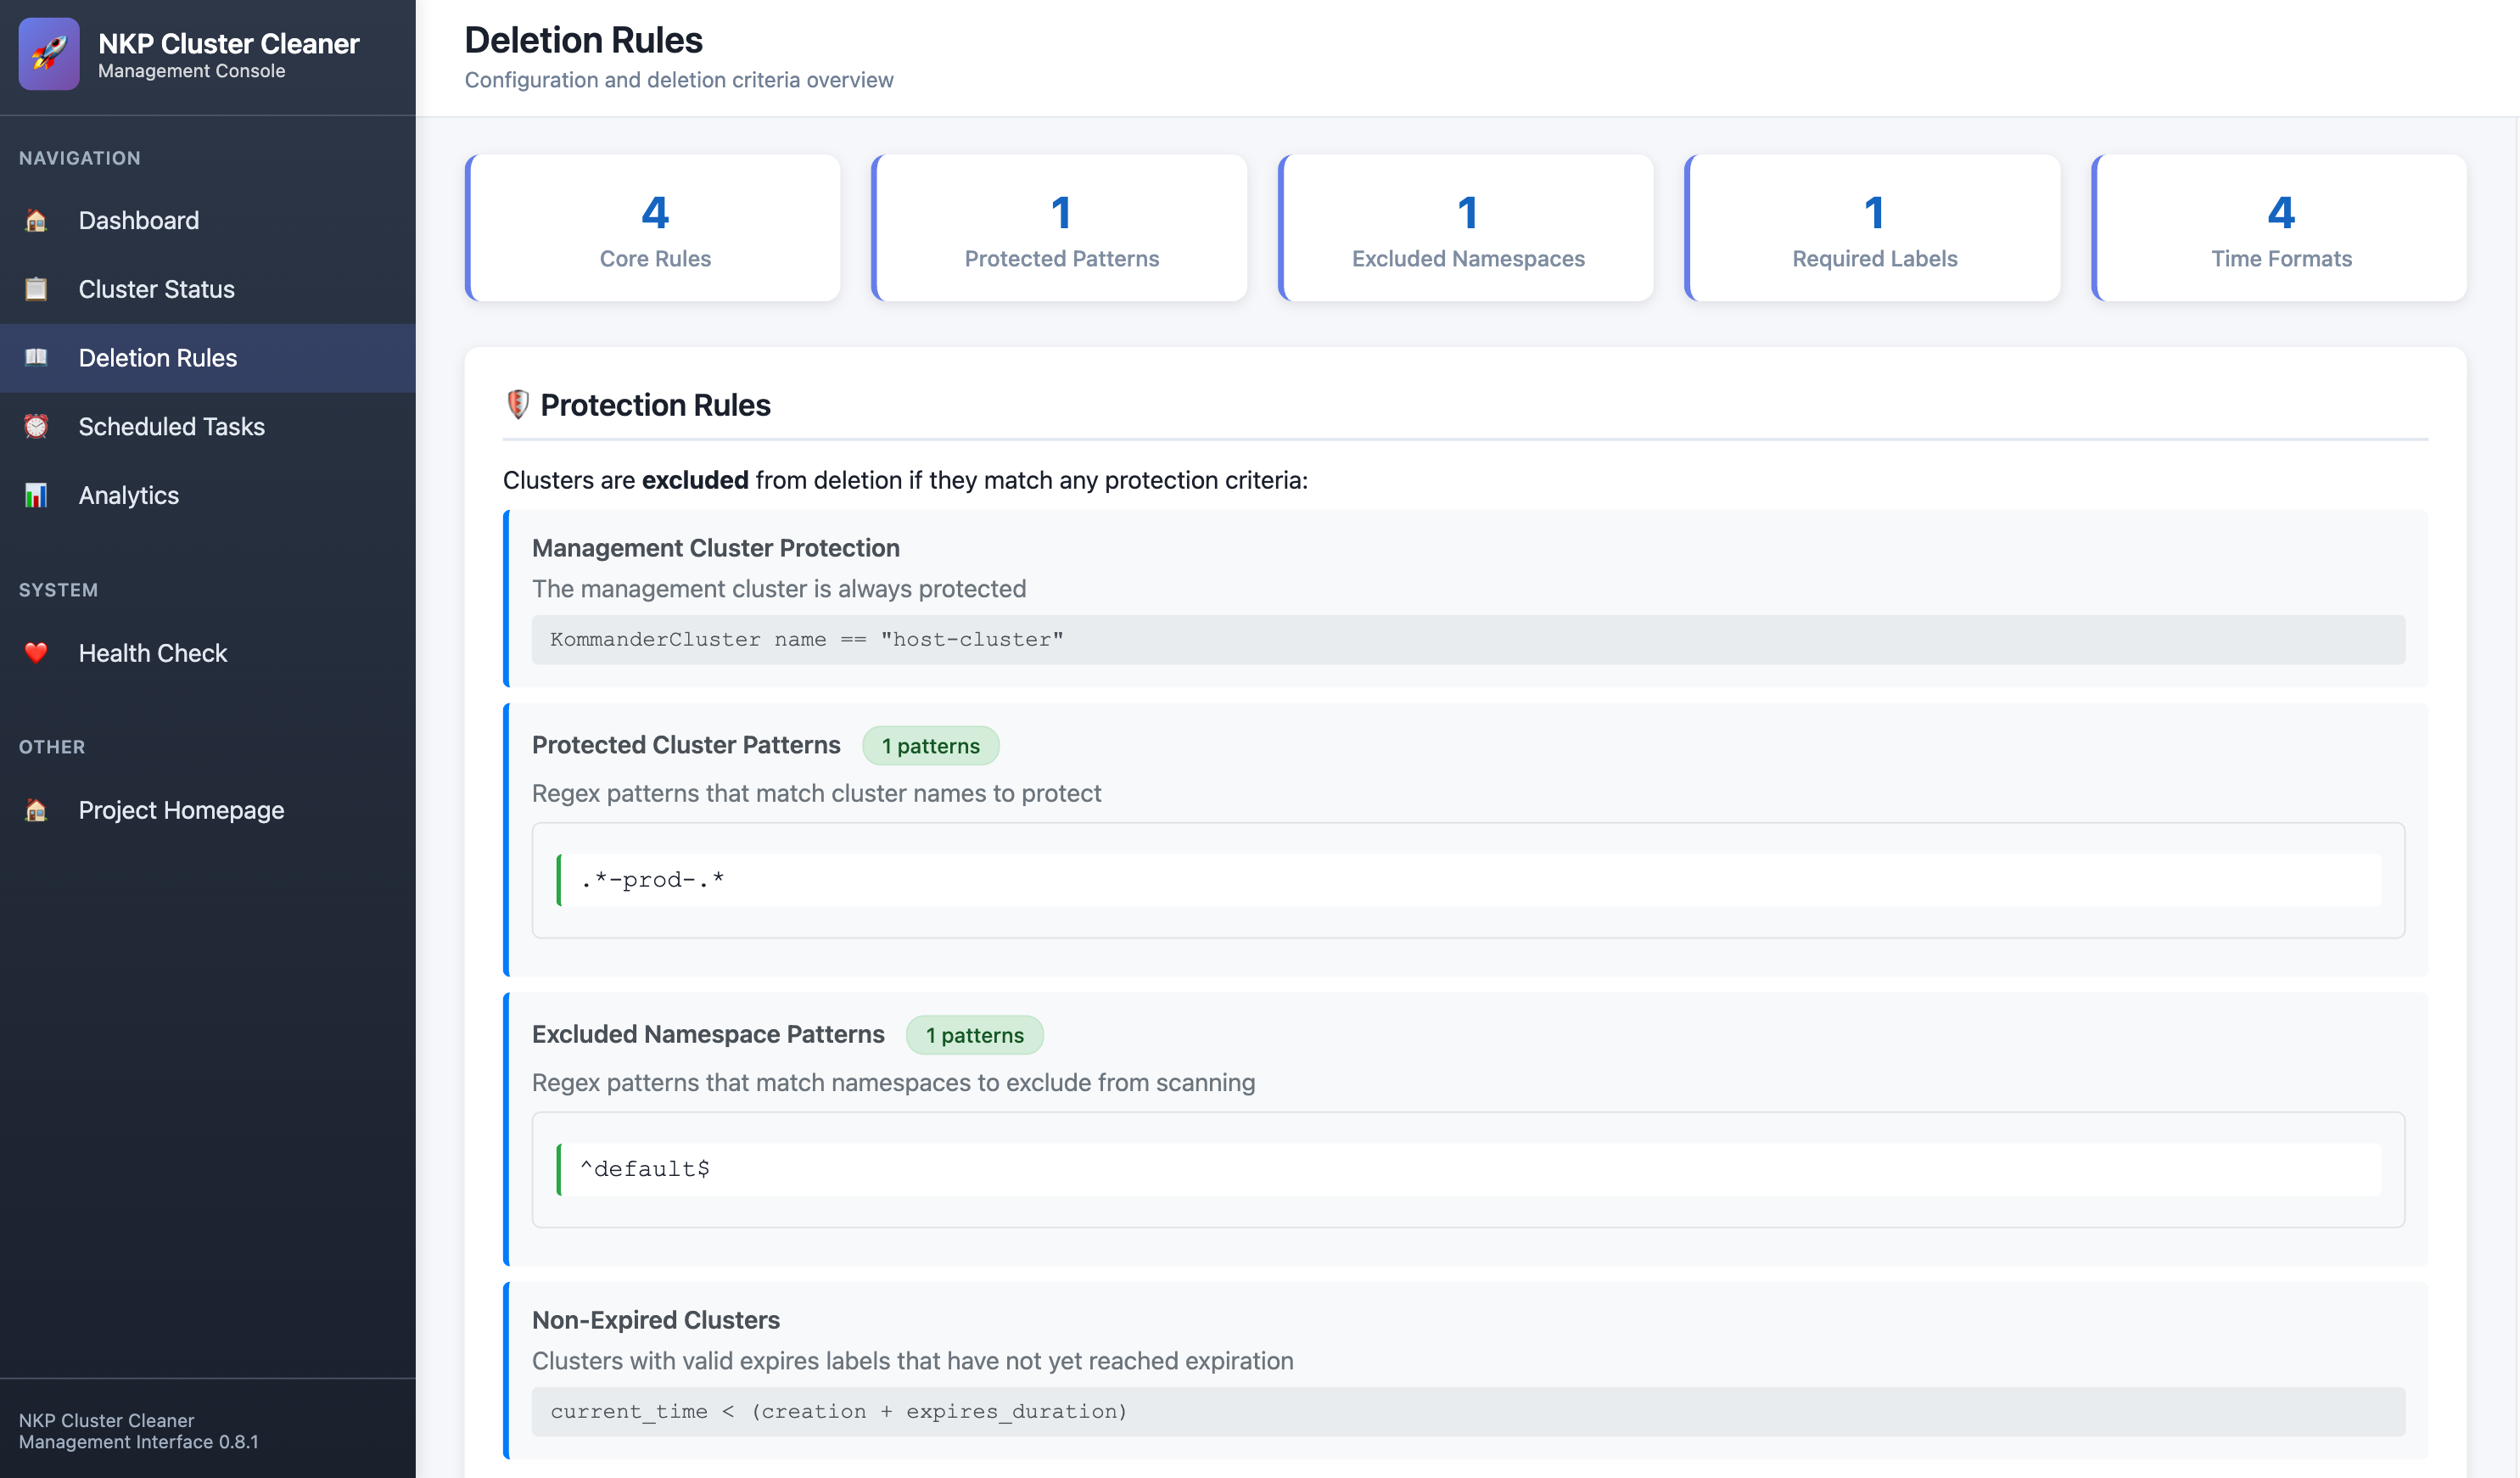 NKP Cluster Cleaner
Management Console
NAVIGATION
Dashboard
Cluster Status
Deletion Rules
Scheduled Tasks
Analytics
SYSTEM
Health Check
OTHER
Project Homepage
NKP Cluster Cleaner
Management Interface 0.8.1
Deletion Rules
Configuration and deletion criteria overview
4
Core Rules
1
Protected Patterns
1
Excluded Namespaces
1
Required Labels
4
Time Formats
Protection Rules
Clusters are excluded from deletion if they match any protection criteria:
Management Cluster Protection
The management cluster is always protected
KommanderCluster name == "host-cluster"
Protected Cluster Patterns 1 patterns
Regex patterns that match cluster names to protect
.*-prod-.*
Excluded Namespace Patterns 1 patterns
Regex patterns that match namespaces to exclude from scanning
^default$
Non-Expired Clusters
Clusters with valid expires labels that have not yet reached expiration
current_time < (creation + expires_duration)